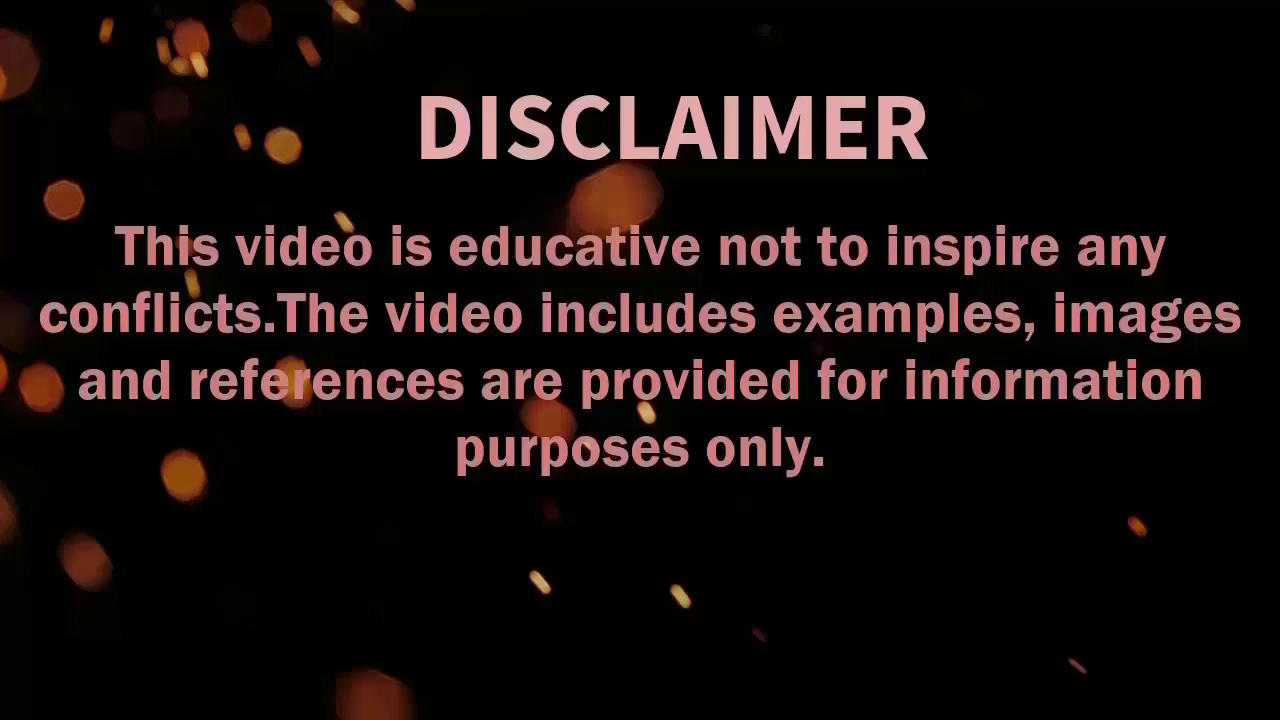 DISCLAIMER
This video is educative not to inspire any
conflicts.The video includes examples, images
and references are provided for information
purposes only.